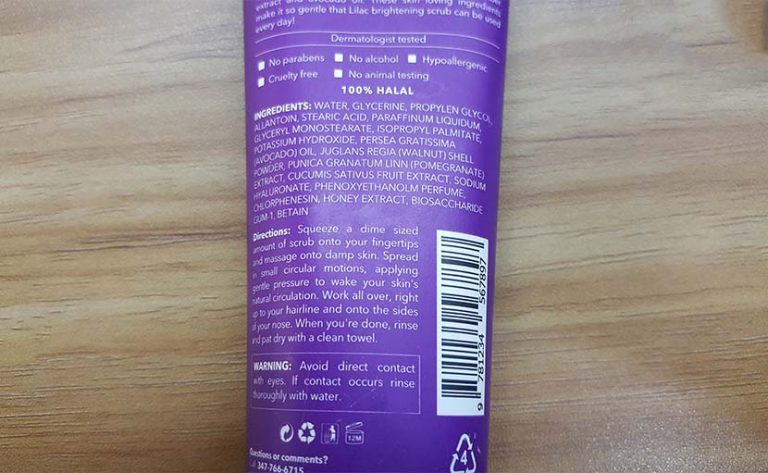 extract and avocado oil. These skin loving ingredients
make it so gentle that Lilac brightening scrub can be used
every day!
Dermatologist tested
No parabens No alcohol Hypoallergenic
Cruelty free No animal testing
100% HALAL
INGREDIENTS: WATER, GLYCERINE, PROPYLEN GLYCOL,
ALLANTOIN, STEARIC ACID, PARAFFINUM LIQUIDUM,
GLYCERYL MONOSTEARATE, ISOPROPYL PALMITATE,
POTASSIUM HYDROXIDE, PERSEA GRATISSIMA
(AVOCADO) OIL, JUGLANS REGIA (WALNUT) SHELL
POWDER, PUNICA GRANATUM LINN (POMEGRANATE)
EXTRACT, CUCUMIS SATIVUS FRUIT EXTRACT, SODIUM
HYALURONATE, PHENOXYETHANOLM PERFUME,
CHLORPHENESIN, HONEY EXTRACT, BIOSACCHARIDE
GUM-1, BETAIN
Directions: Squeeze a dime sized
amount of scrub onto your fingertips
and massage onto damp skin. Spread
in small circular motions, applying
gentle pressure to wake your skin's
natural circulation. Work all over, right
up to your hairline and onto the sides
of your nose. When you're done, rinse
and pat dry with a clean towel.
WARNING: Avoid direct contact
with eyes. If contact occurs rinse
thoroughly with water.
9 781234 567897
12M
4
Questions or comments?
Call 347-766-6715